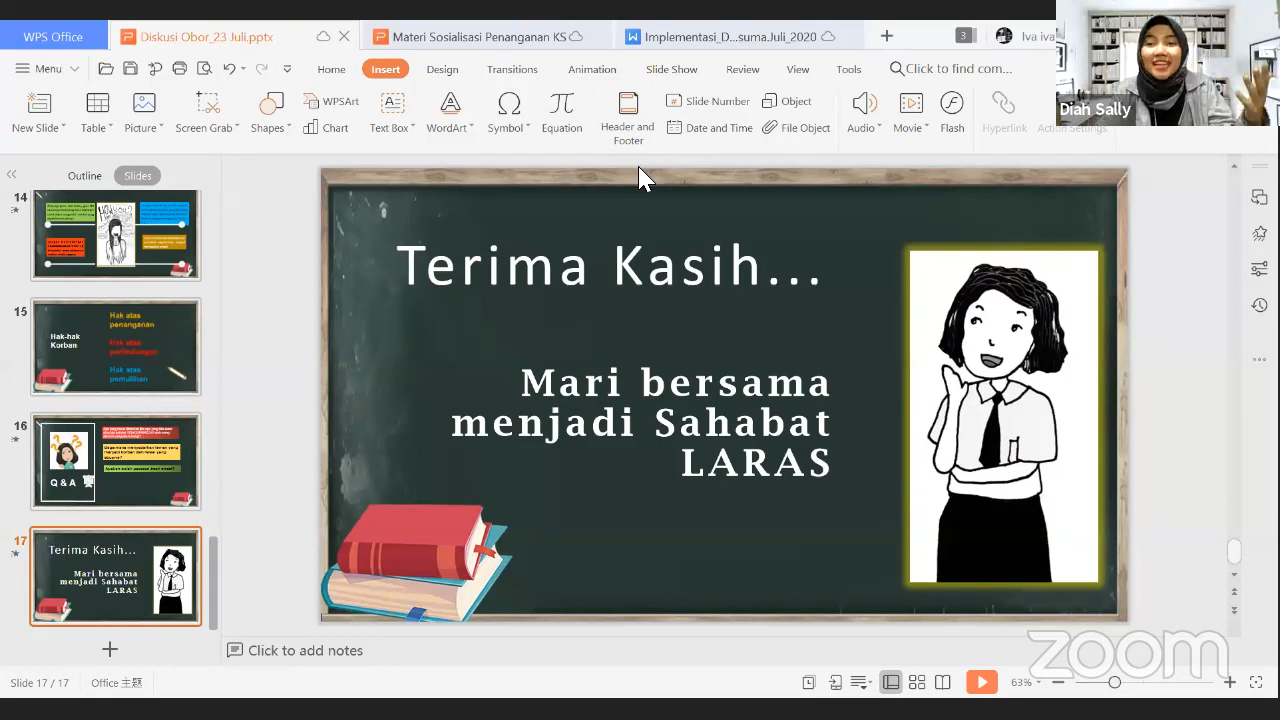 WPS Office
Diskusi Obor_23 Juli.pptx
Materi Sosialisasi Penanganan KS
Implementasi_D...suma.Juli_2020
3
Iva iva
Menu
Home
Insert
Design
Transitions
Animation
Slide Show
Review
View
Tools
Click to find com...
New Slide
Table
Picture
Screen Grab
Shapes
WPSArt
Chart
Text Box
WordArt
Symbol
Equation
Header and
Footer
Slide Number
Date and Time
Object
File Object
Audio
Movie
Flash
Hyperlink
Action Settings
Diah Sally
Outline
Slides
14
15
Hak-hak
Korban
Hak atas
penanganan
Hak atas
perlindungan
Hak atas
pemulihan
16
Q & A
17
Terima Kasih...
Mari bersama
menjadi Sahabat
LARAS
Terima Kasih...
Mari bersama
menjadi Sahabat
LARAS
Click to add notes
Slide 17 / 17
Office 主题
63%
zoom